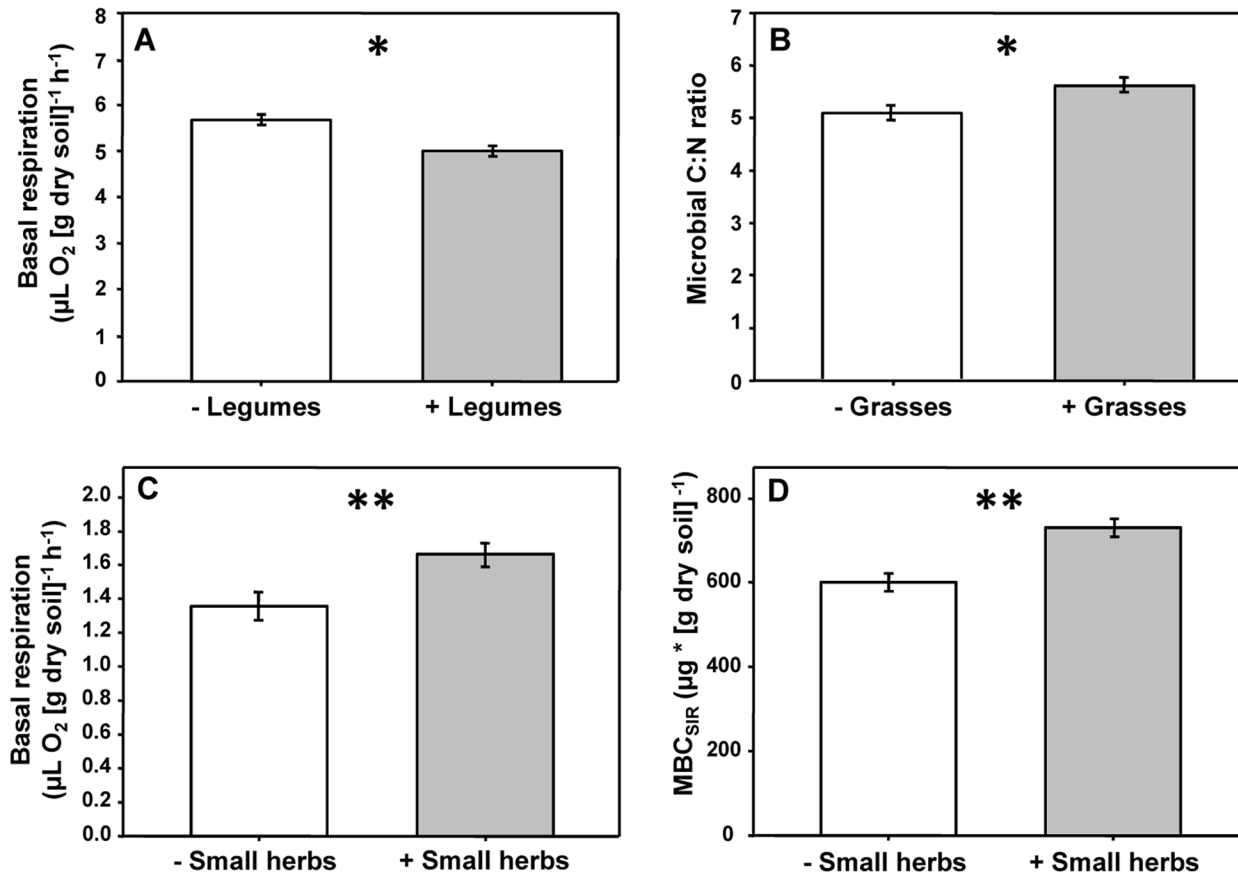 A
*
Basal respiration
(µL O₂ [g dry soil]⁻¹ h⁻¹)
8
7
6
5
4
3
2
1
0
- Legumes
+ Legumes
B
*
Microbial C:N ratio
7
6
5
4
3
2
1
0
- Grasses
+ Grasses
C
**
Basal respiration
(µL O₂ [g dry soil]⁻¹ h⁻¹)
2.0
1.8
1.6
1.4
1.2
1.0
0.8
0.6
0.4
0.2
0.0
- Small herbs
+ Small herbs
D
**
MBC_SIR (µg * [g dry soil] ⁻¹)
800
600
400
200
0
- Small herbs
+ Small herbs